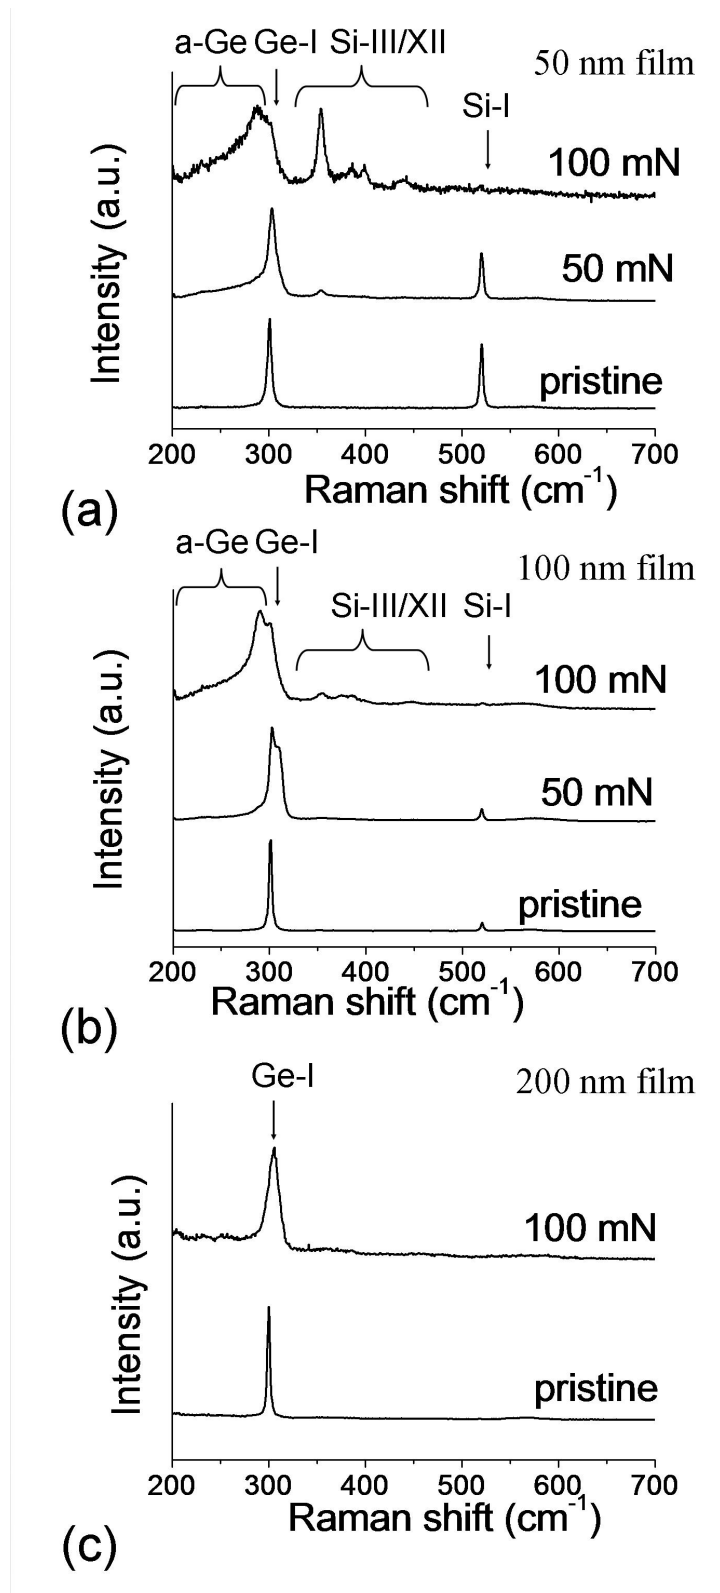 a-Ge Ge-I Si-III/XII
50 nm film
Si-I
100 mN
50 mN
pristine
Intensity (a.u.)
200 300 400 500 600 700
Raman shift (cm⁻¹)
(a)
a-Ge Ge-I
100 nm film
Si-III/XII Si-I
100 mN
50 mN
pristine
Intensity (a.u.)
200 300 400 500 600 700
Raman shift (cm⁻¹)
(b)
Ge-I
200 nm film
100 mN
pristine
Intensity (a.u.)
200 300 400 500 600 700
Raman shift (cm⁻¹)
(c)